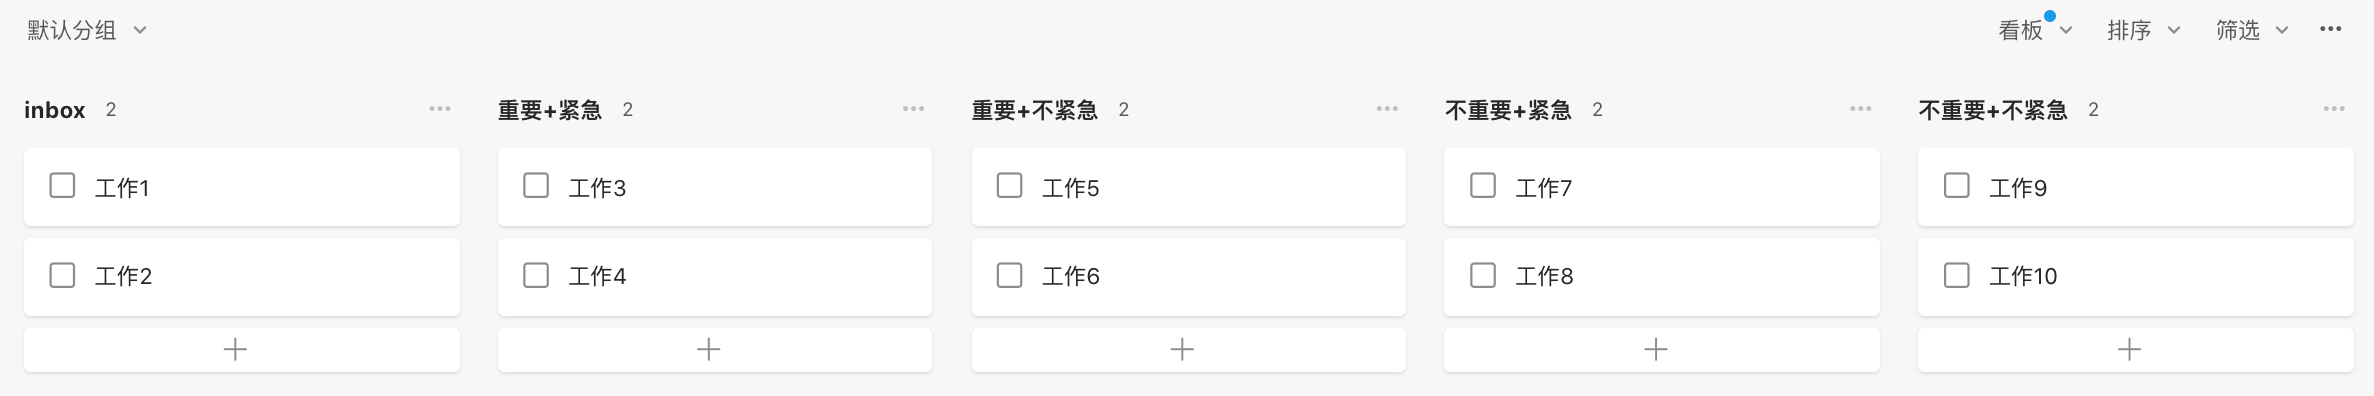 默认分组 看板 排序 筛选
inbox 2 重要+紧急 2 重要+不紧急 2 不重要+紧急 2 不重要+不紧急 2
工作1 工作3 工作5 工作7 工作9
工作2 工作4 工作6 工作8 工作10